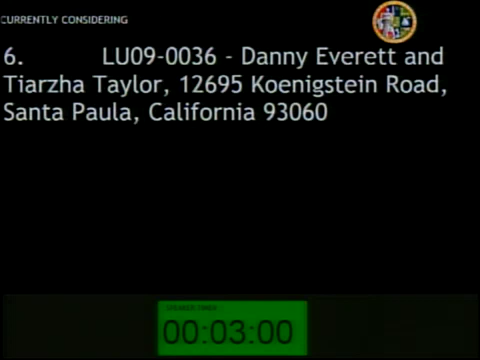 CURRENTLY CONSIDERING
6. LU09-0036 - Danny Everett and
Tiarzha Taylor, 12695 Koenigstein Road,
Santa Paula, California 93060
00:03:00